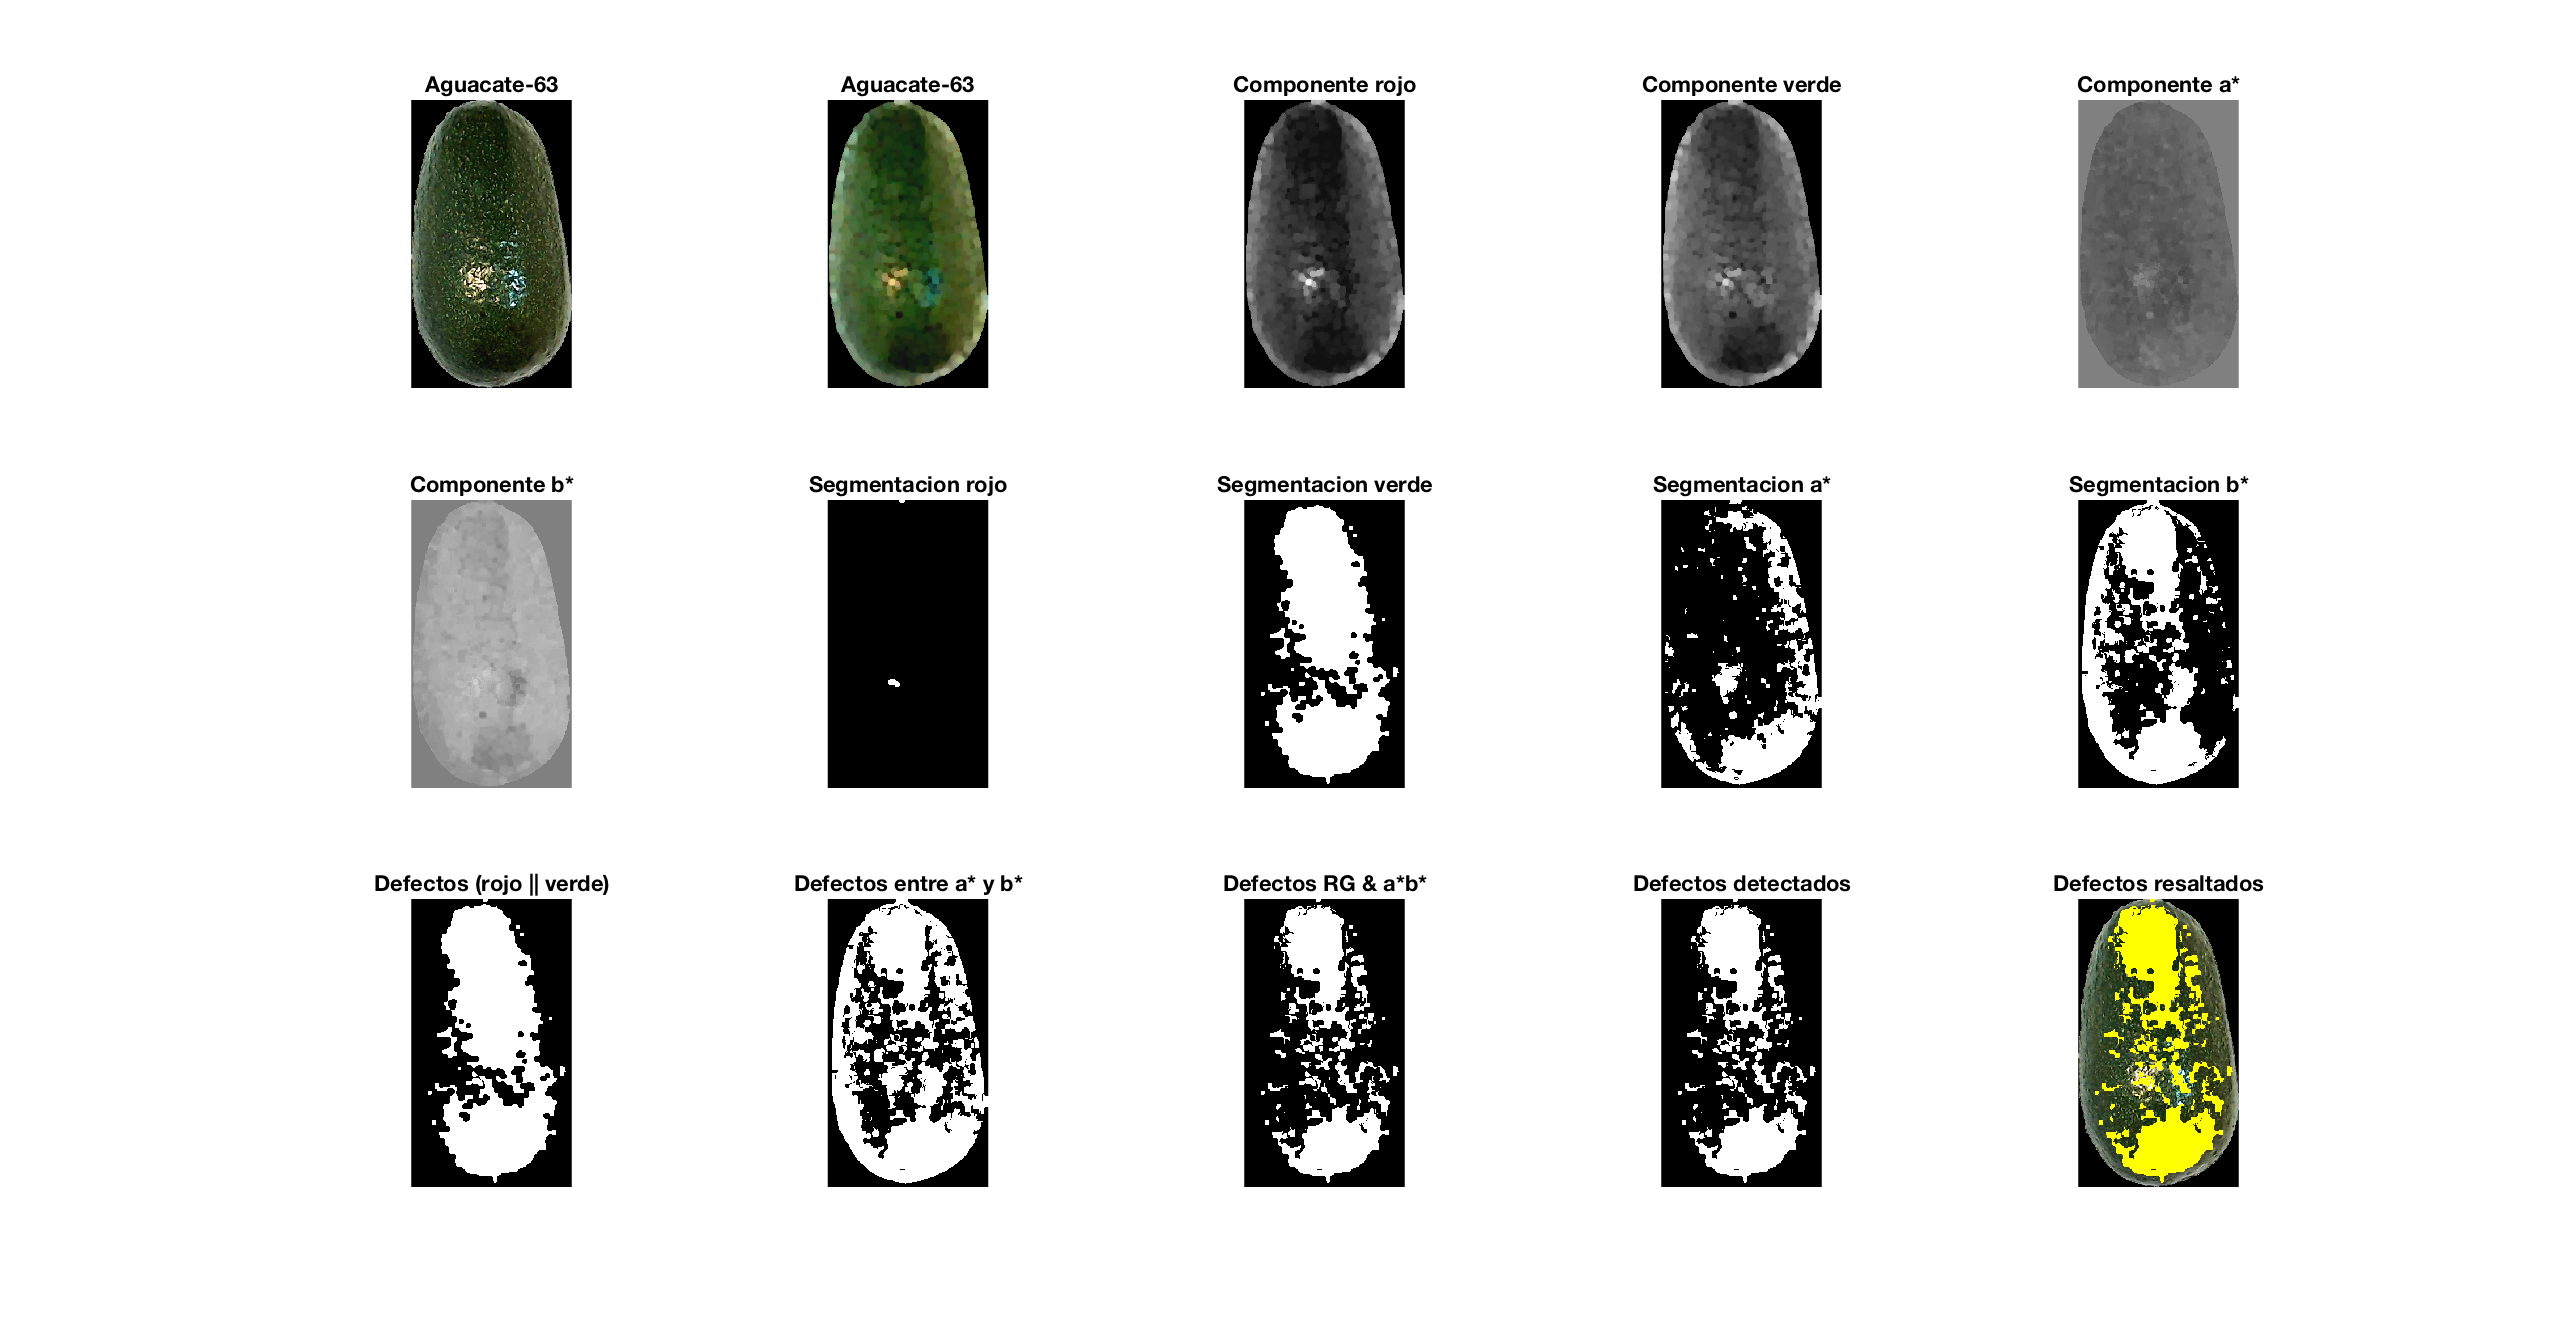 Aguacate-63
Aguacate-63
Componente rojo
Componente verde
Componente a*
Componente b*
Segmentacion rojo
Segmentacion verde
Segmentacion a*
Segmentacion b*
Defectos (rojo || verde)
Defectos entre a* y b*
Defectos RG & a*b*
Defectos detectados
Defectos resaltados